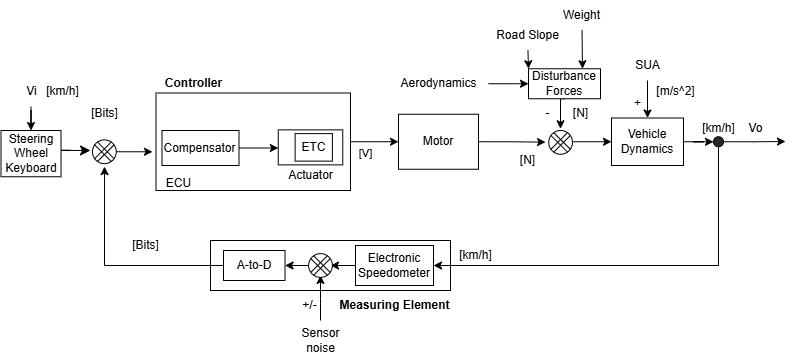 Weight
Road Slope
Aerodynamics
Disturbance
Forces
SUA
[m/s^2]
+
Controller
Vi [km/h]
[Bits]
-
[N]
Steering
Wheel
Keyboard
Compensator
ETC
Actuator
ECU
[V]
Motor
[N]
Vehicle
Dynamics
[km/h]
Vo
[Bits]
A-to-D
Electronic
Speedometer
[km/h]
+/-
Measuring Element
Sensor
noise